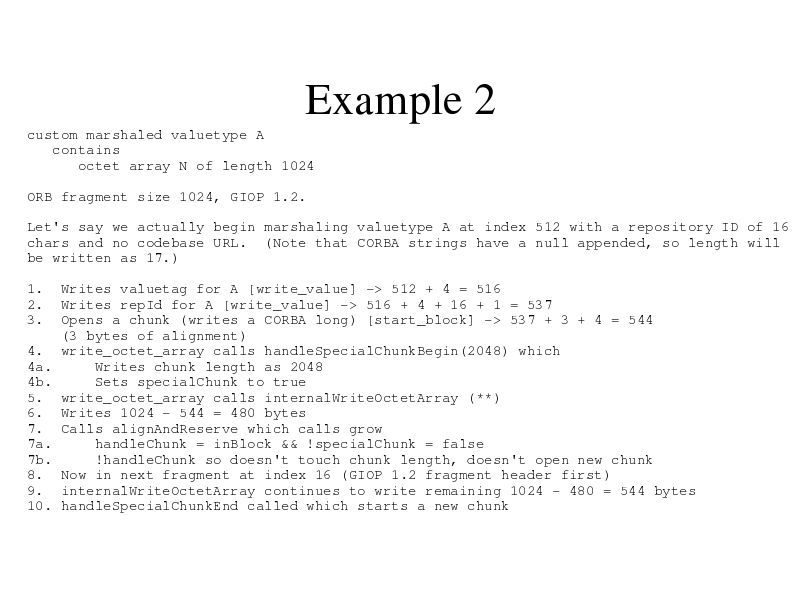 Example 2
custom marshaled valuetype A
contains
octet array N of length 1024
ORB fragment size 1024, GIOP 1.2.
Let's say we actually begin marshaling valuetype A at index 512 with a repository ID of 16
chars and no codebase URL. (Note that CORBA strings have a null appended, so length will
be written as 17.)
1. Writes valuetag for A [write_value] -> 512 + 4 = 516
2. Writes repId for A [write_value] -> 516 + 4 + 16 + 1 = 537
3. Opens a chunk (writes a CORBA long) [start_block] -> 537 + 3 + 4 = 544
(3 bytes of alignment)
4. write_octet_array calls handleSpecialChunkBegin(2048) which
4a. Writes chunk length as 2048
4b. Sets specialChunk to true
5. write_octet_array calls internalWriteOctetArray (**)
6. Writes 1024 - 544 = 480 bytes
7. Calls alignAndReserve which calls grow
7a. handleChunk = inBlock && !specialChunk = false
7b. !handleChunk so doesn't touch chunk length, doesn't open new chunk
8. Now in next fragment at index 16 (GIOP 1.2 fragment header first)
9. internalWriteOctetArray continues to write remaining 1024 - 480 = 544 bytes
10. handleSpecialChunkEnd called which starts a new chunk